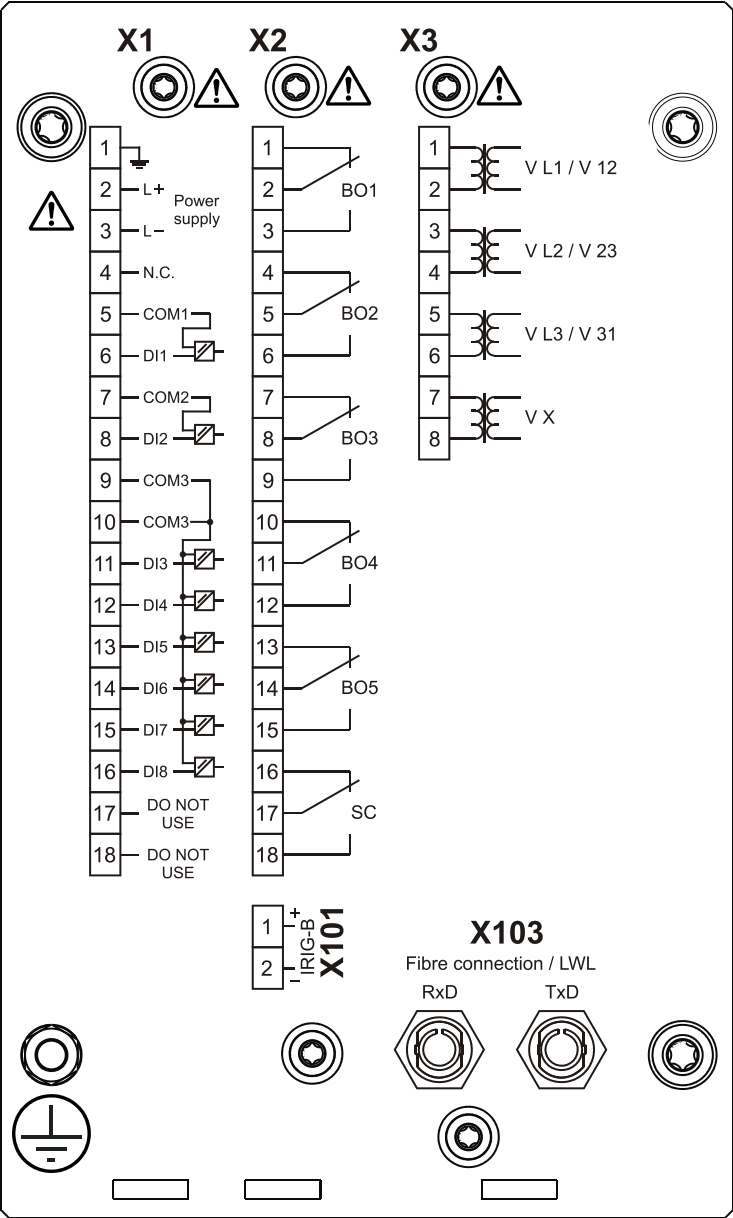 X1 X2 X3
1
2 L+ Power
supply
3 L−
4 N.C.
5 COM1
6 DI1
7 COM2
8 DI2
9 COM3
10 COM3
11 DI3
12 DI4
13 DI5
14 DI6
15 DI7
16 DI8
17 DO NOT
USE
18 DO NOT
USE
1
2 BO1
3
4
5 BO2
6
7
8 BO3
9
10
11 BO4
12
13
14 BO5
15
16
17 SC
18
1
V L1 / V 12
2
3
V L2 / V 23
4
5
V L3 / V 31
6
7
V X
8
1 +
2 −
IRIG-B
X101
X103
Fibre connection / LWL
RxD TxD